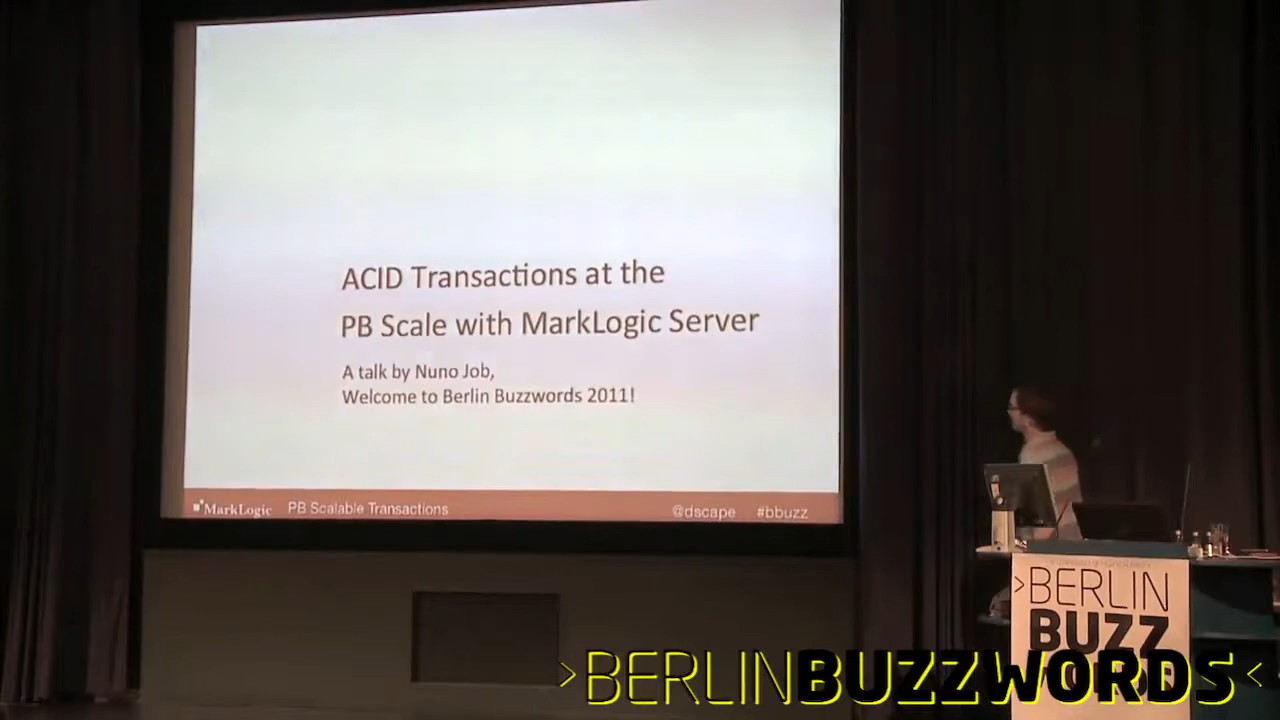 ACID Transactions at the
PB Scale with MarkLogic Server
A talk by Nuno Job,
Welcome to Berlin Buzzwords 2011!
MarkLogic PB Scalable Transactions @dscape #bbuzz
>BERLIN
BUZZ
>BERLINBUZZWORDS<